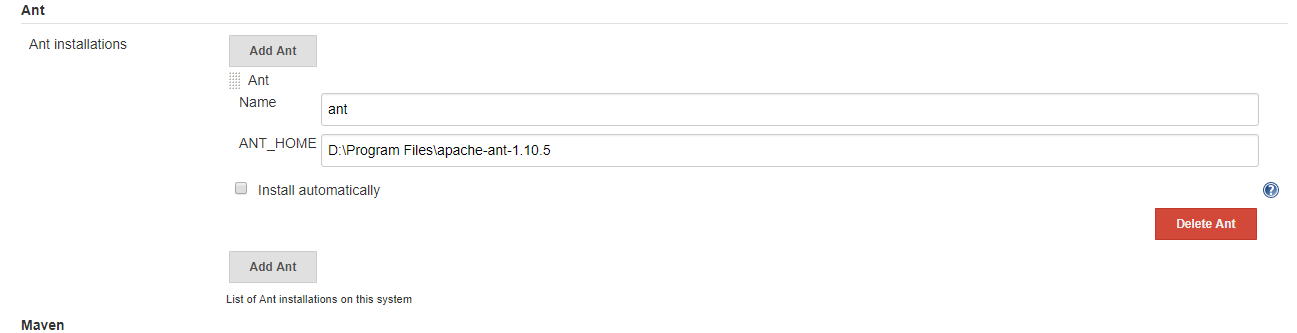 Ant
Ant installations
Add Ant
Ant
Name
ant
ANT_HOME
D:\Program Files\apache-ant-1.10.5
Install automatically
?
Delete Ant
Add Ant
List of Ant installations on this system
Maven